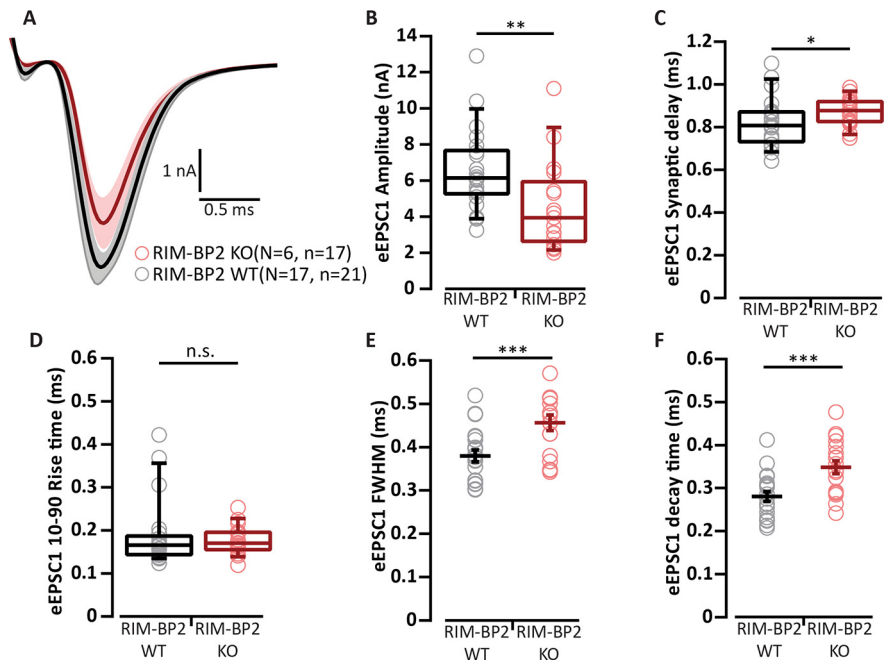 A
1 nA
0.5 ms
RIM-BP2 KO(N=6, n=17)
RIM-BP2 WT(N=17, n=21)
B
**
eEPSC1 Amplitude (nA)
14
12
10
8
6
4
2
0
RIM-BP2 RIM-BP2
WT KO
C
*
eEPSC1 Synaptic delay (ms)
1.2
1.0
0.8
0.6
0.4
0.2
0
RIM-BP2 RIM-BP2
WT KO
D
n.s.
eEPSC1 10-90 Rise time (ms)
0.6
0.5
0.4
0.3
0.2
0.1
0
RIM-BP2 RIM-BP2
WT KO
E
***
eEPSC1 FWHM (ms)
0.6
0.5
0.4
0.3
0.2
0.1
0
RIM-BP2 RIM-BP2
WT KO
F
***
eEPSC1 decay time (ms)
0.6
0.5
0.4
0.3
0.2
0.1
0
RIM-BP2 RIM-BP2
WT KO